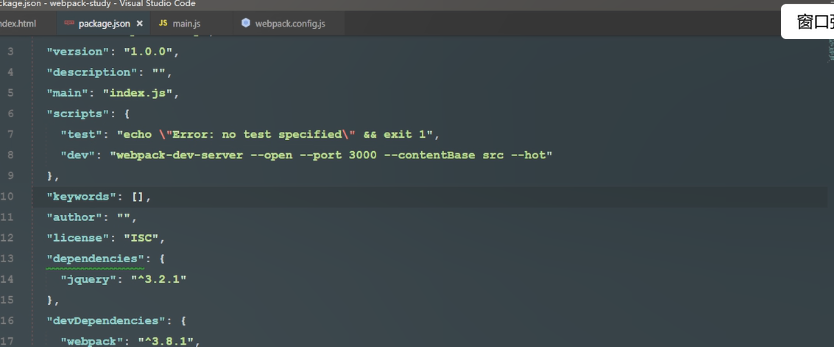 ckage.json - webpack-study - Visual Studio Code
ndex.html package.json × JS main.js webpack.config.js
窗口
3 "version": "1.0.0",
4 "description": "",
5 "main": "index.js",
6 "scripts": {
7 "test": "echo \"Error: no test specified\" && exit 1",
8 "dev": "webpack-dev-server --open --port 3000 --contentBase src --hot"
9 },
10 "keywords": [],
11 "author": "",
12 "license": "ISC",
13 "dependencies": {
14 "jquery": "^3.2.1"
15 },
16 "devDependencies": {
17 "webpack": "^3.8.1",